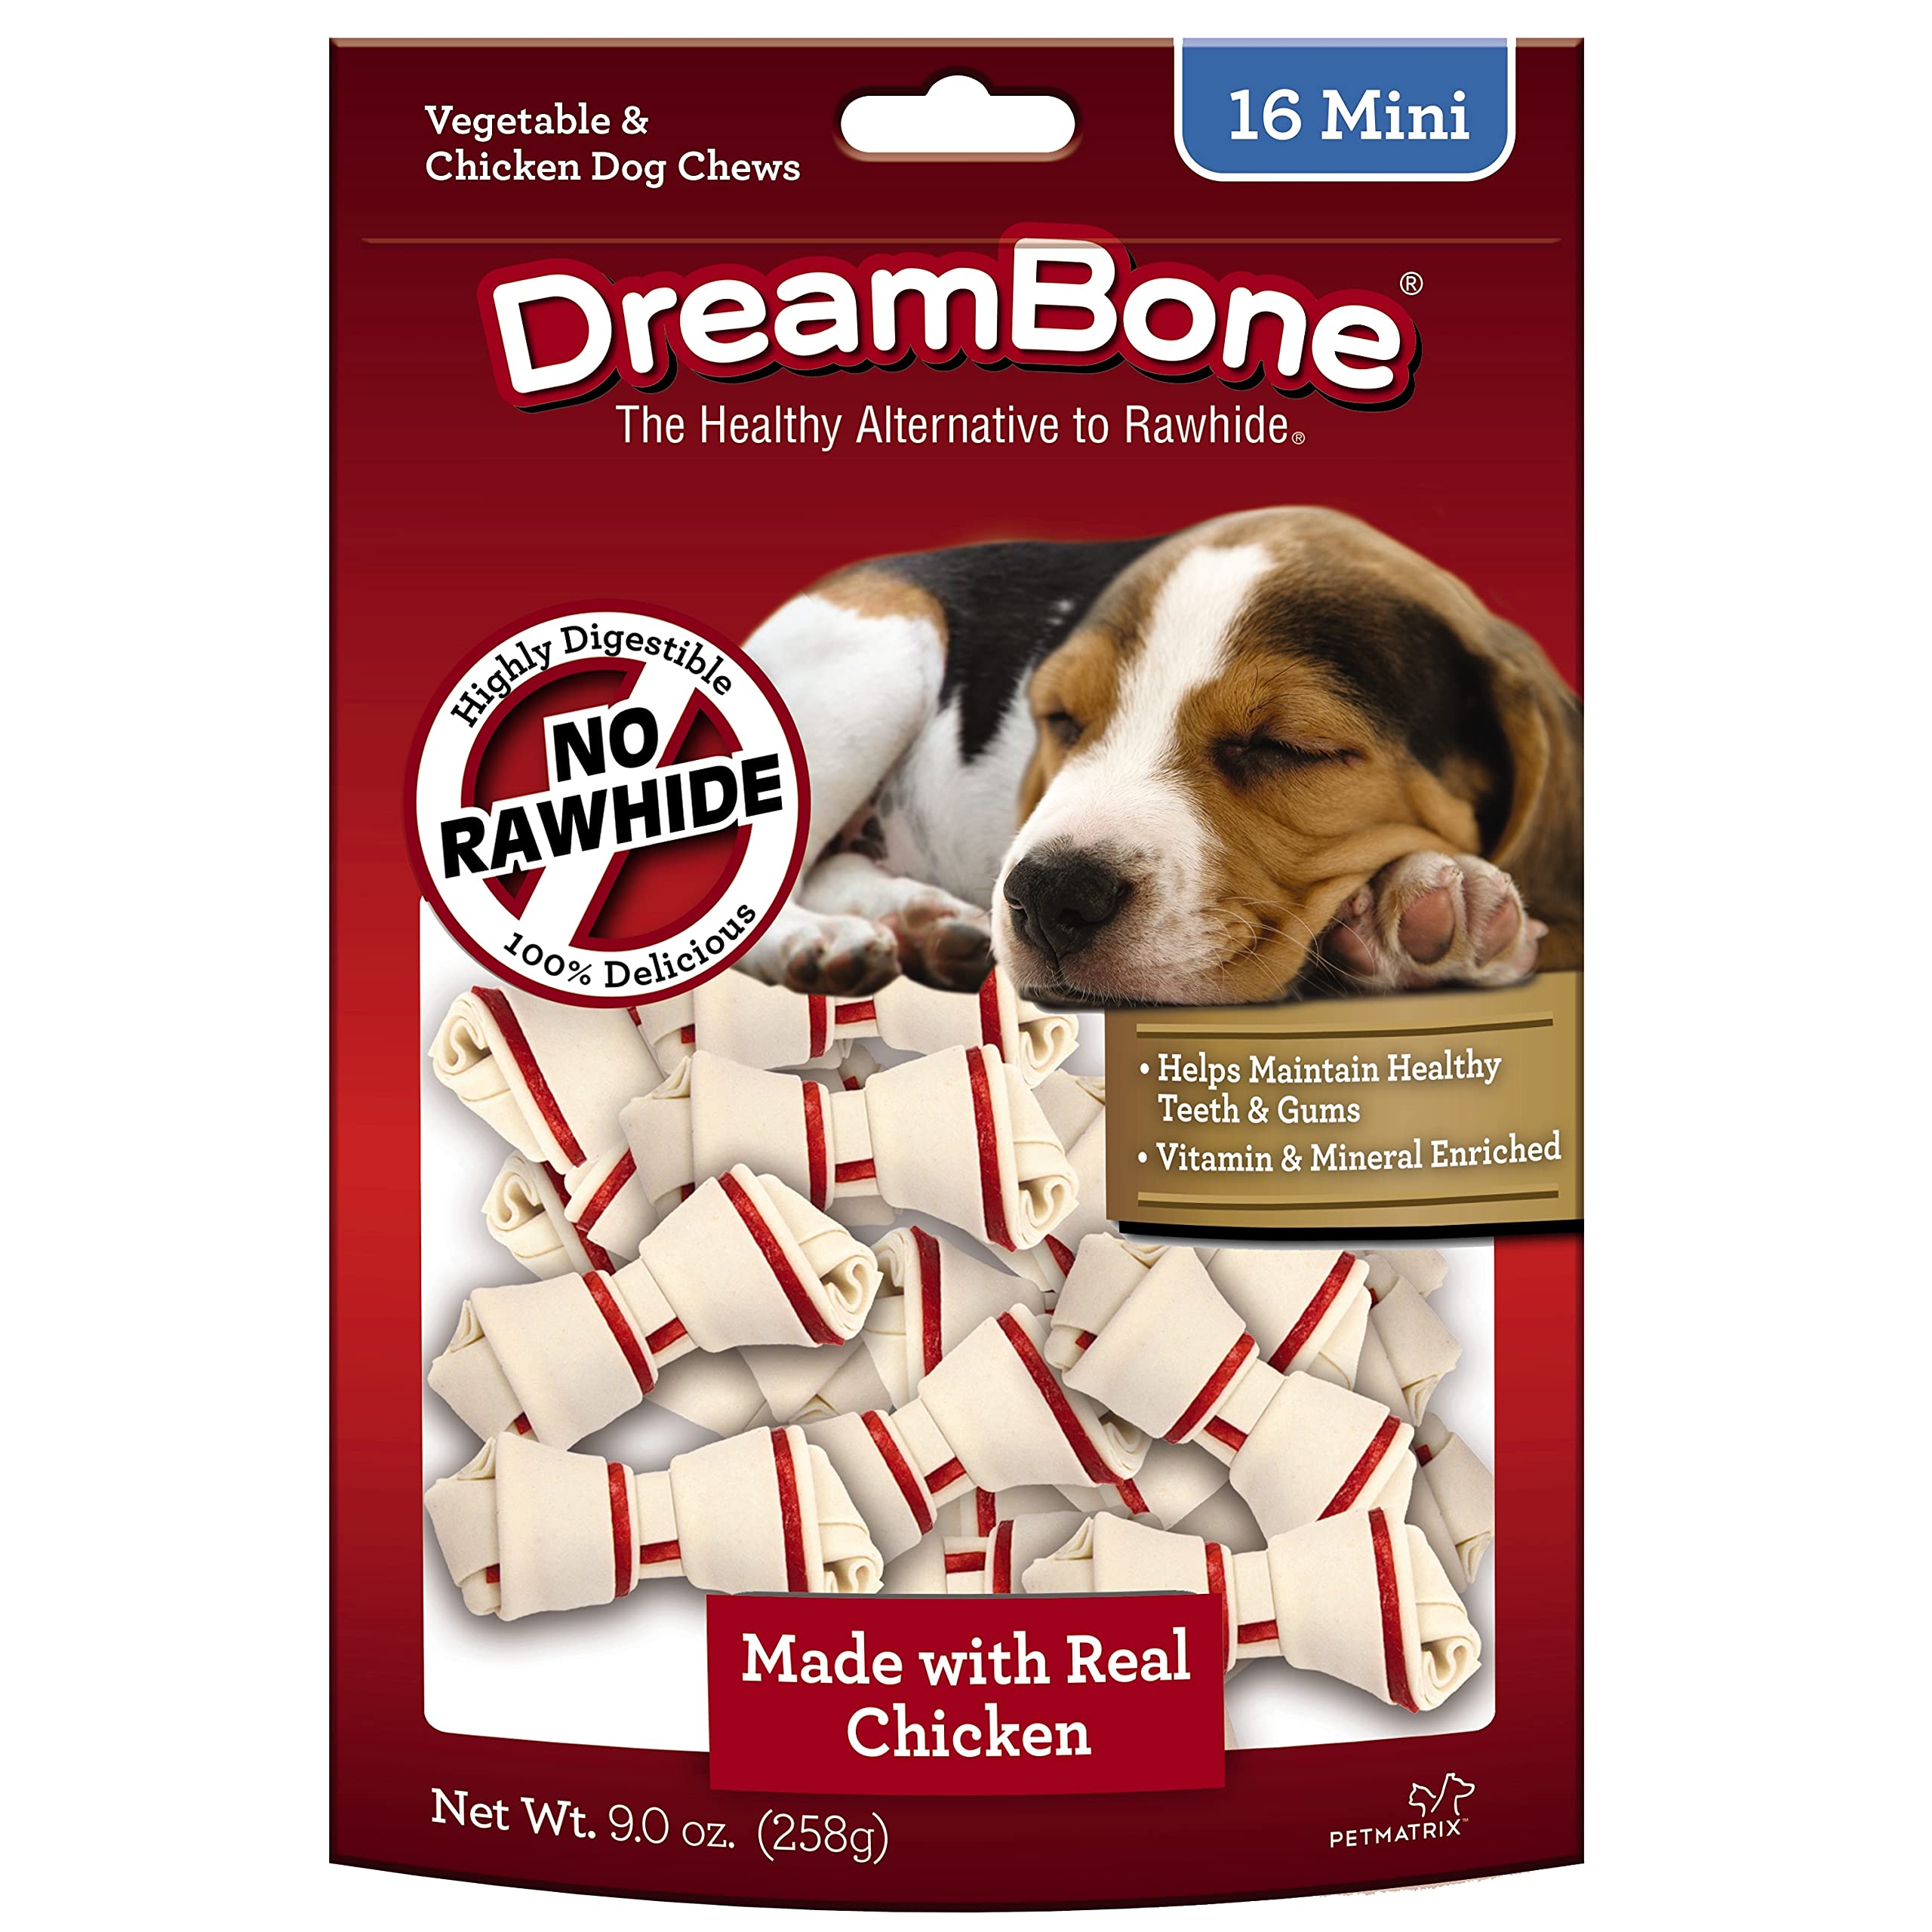 Vegetable &
Chicken Dog Chews
16 Mini
DreamBone®
The Healthy Alternative to Rawhide®
Highly Digestible
NO
RAWHIDE
100% Delicious
• Helps Maintain Healthy
Teeth & Gums
• Vitamin & Mineral Enriched
Made with Real
Chicken
Net Wt. 9.0 oz. (258g)
PETMATRIX™